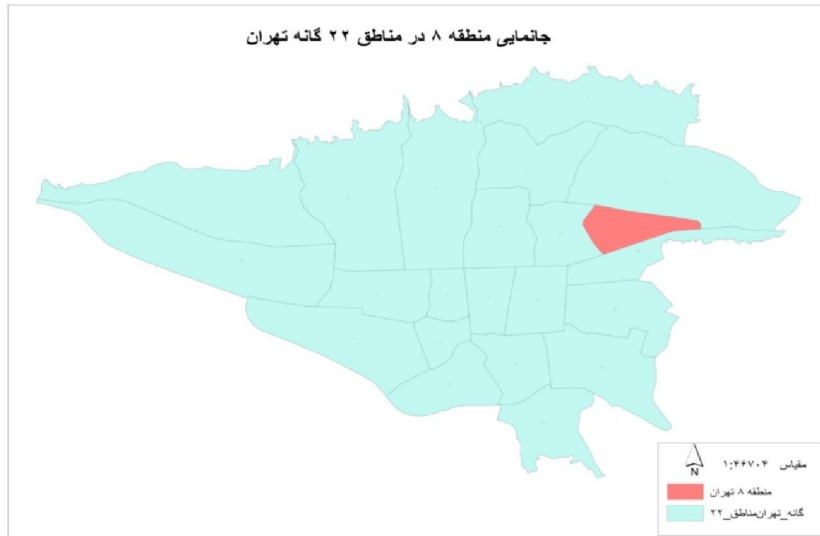 جانمایی منطقه ۸ در مناطق ۲۲ گانه تهران
مقیاس ۱:۴۶۷۰۴
N
منطقه ۸ تهران
گانه_تهرانمناطق_۲۲